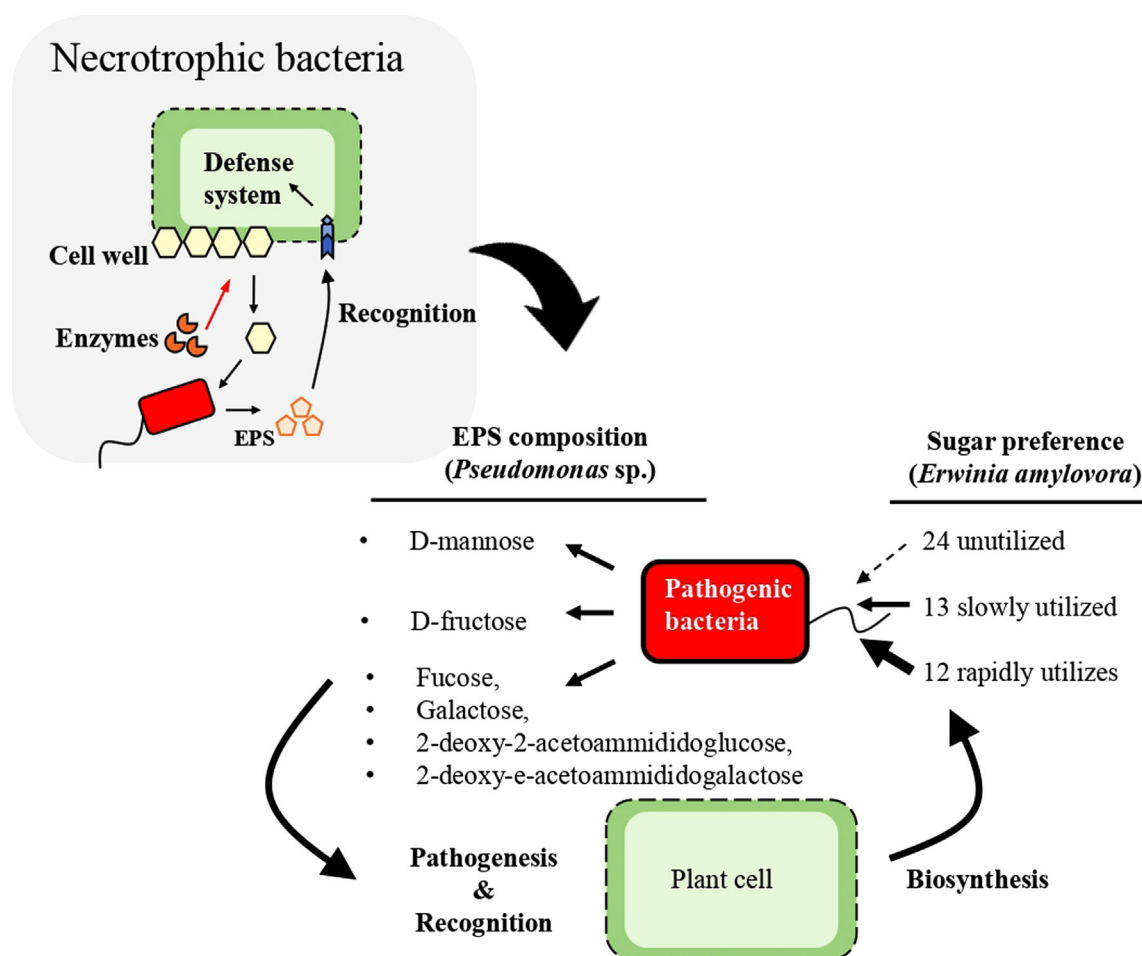 Necrotrophic bacteria
Defense
system
Cell well
Enzymes
Recognition
EPS
EPS composition
(Pseudomonas sp.)
Sugar preference
(Erwinia amylovora)
• D-mannose
• D-fructose
• Fucose,
• Galactose,
• 2-deoxy-2-acetoammididoglucose,
• 2-deoxy-e-acetoammididogalactose
Pathogenic
bacteria
24 unutilized
13 slowly utilized
12 rapidly utilizes
Pathogenesis
&
Recognition
Plant cell
Biosynthesis